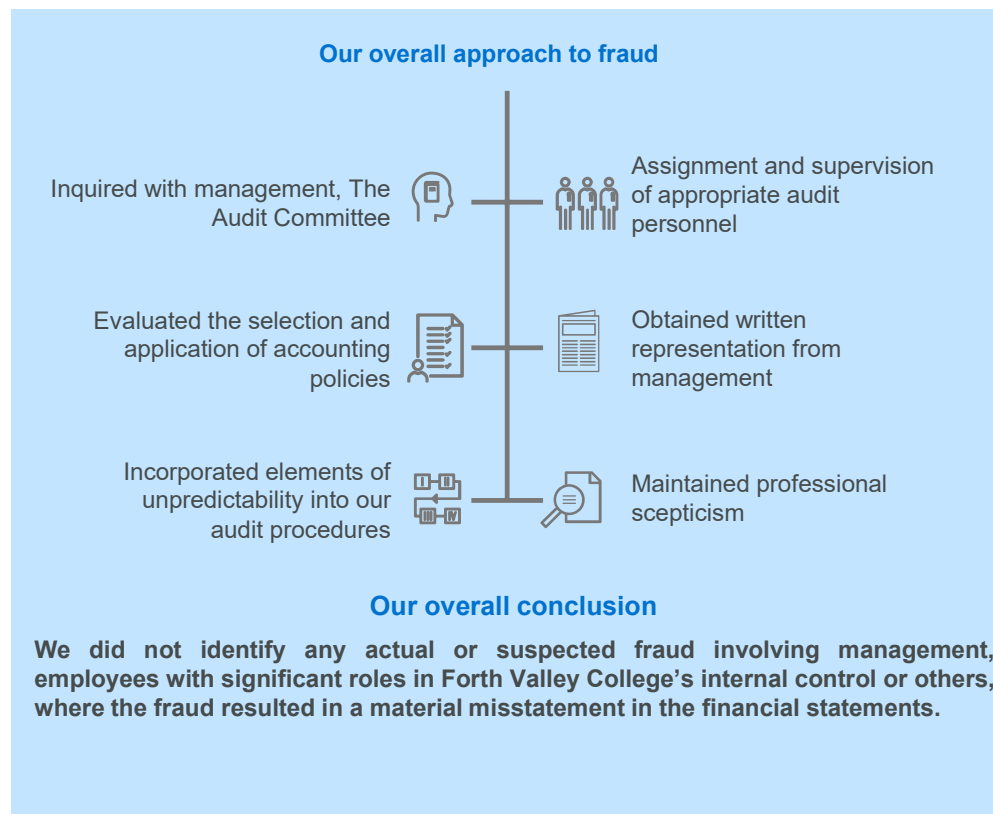 Our overall approach to fraud
Inquired with management, The
Audit Committee
Assignment and supervision
of appropriate audit
personnel
Evaluated the selection and
application of accounting
policies
Obtained written
representation from
management
Incorporated elements of
unpredictability into our
audit procedures
I II
III IV
Maintained professional
scepticism
Our overall conclusion
We did not identify any actual or suspected fraud involving management,
employees with significant roles in Forth Valley College’s internal control or others,
where the fraud resulted in a material misstatement in the financial statements.